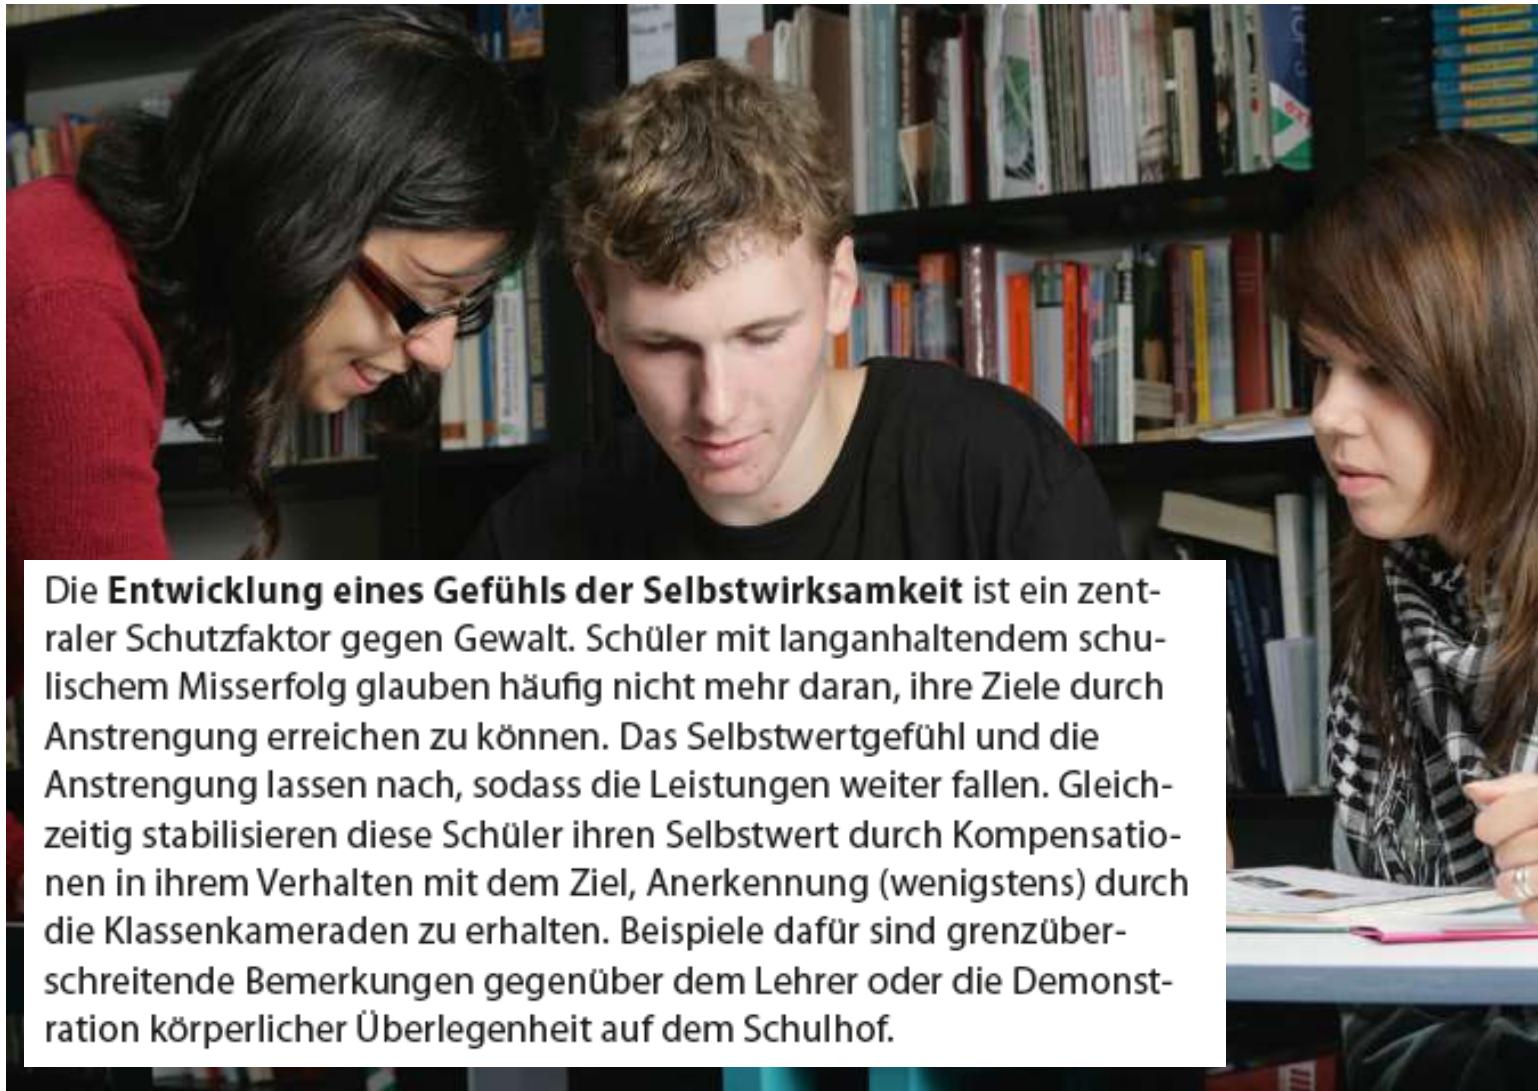 Die Entwicklung eines Gefühls der Selbstwirksamkeit ist ein zent-
raler Schutzfaktor gegen Gewalt. Schüler mit langanhaltendem schu-
lischem Misserfolg glauben häufig nicht mehr daran, ihre Ziele durch
Anstrengung erreichen zu können. Das Selbstwertgefühl und die
Anstrengung lassen nach, sodass die Leistungen weiter fallen. Gleich-
zeitig stabilisieren diese Schüler ihren Selbstwert durch Kompensatio-
nen in ihrem Verhalten mit dem Ziel, Anerkennung (wenigstens) durch
die Klassenkameraden zu erhalten. Beispiele dafür sind grenzüber-
schreitende Bemerkungen gegenüber dem Lehrer oder die Demonst-
ration körperlicher Überlegenheit auf dem Schulhof.